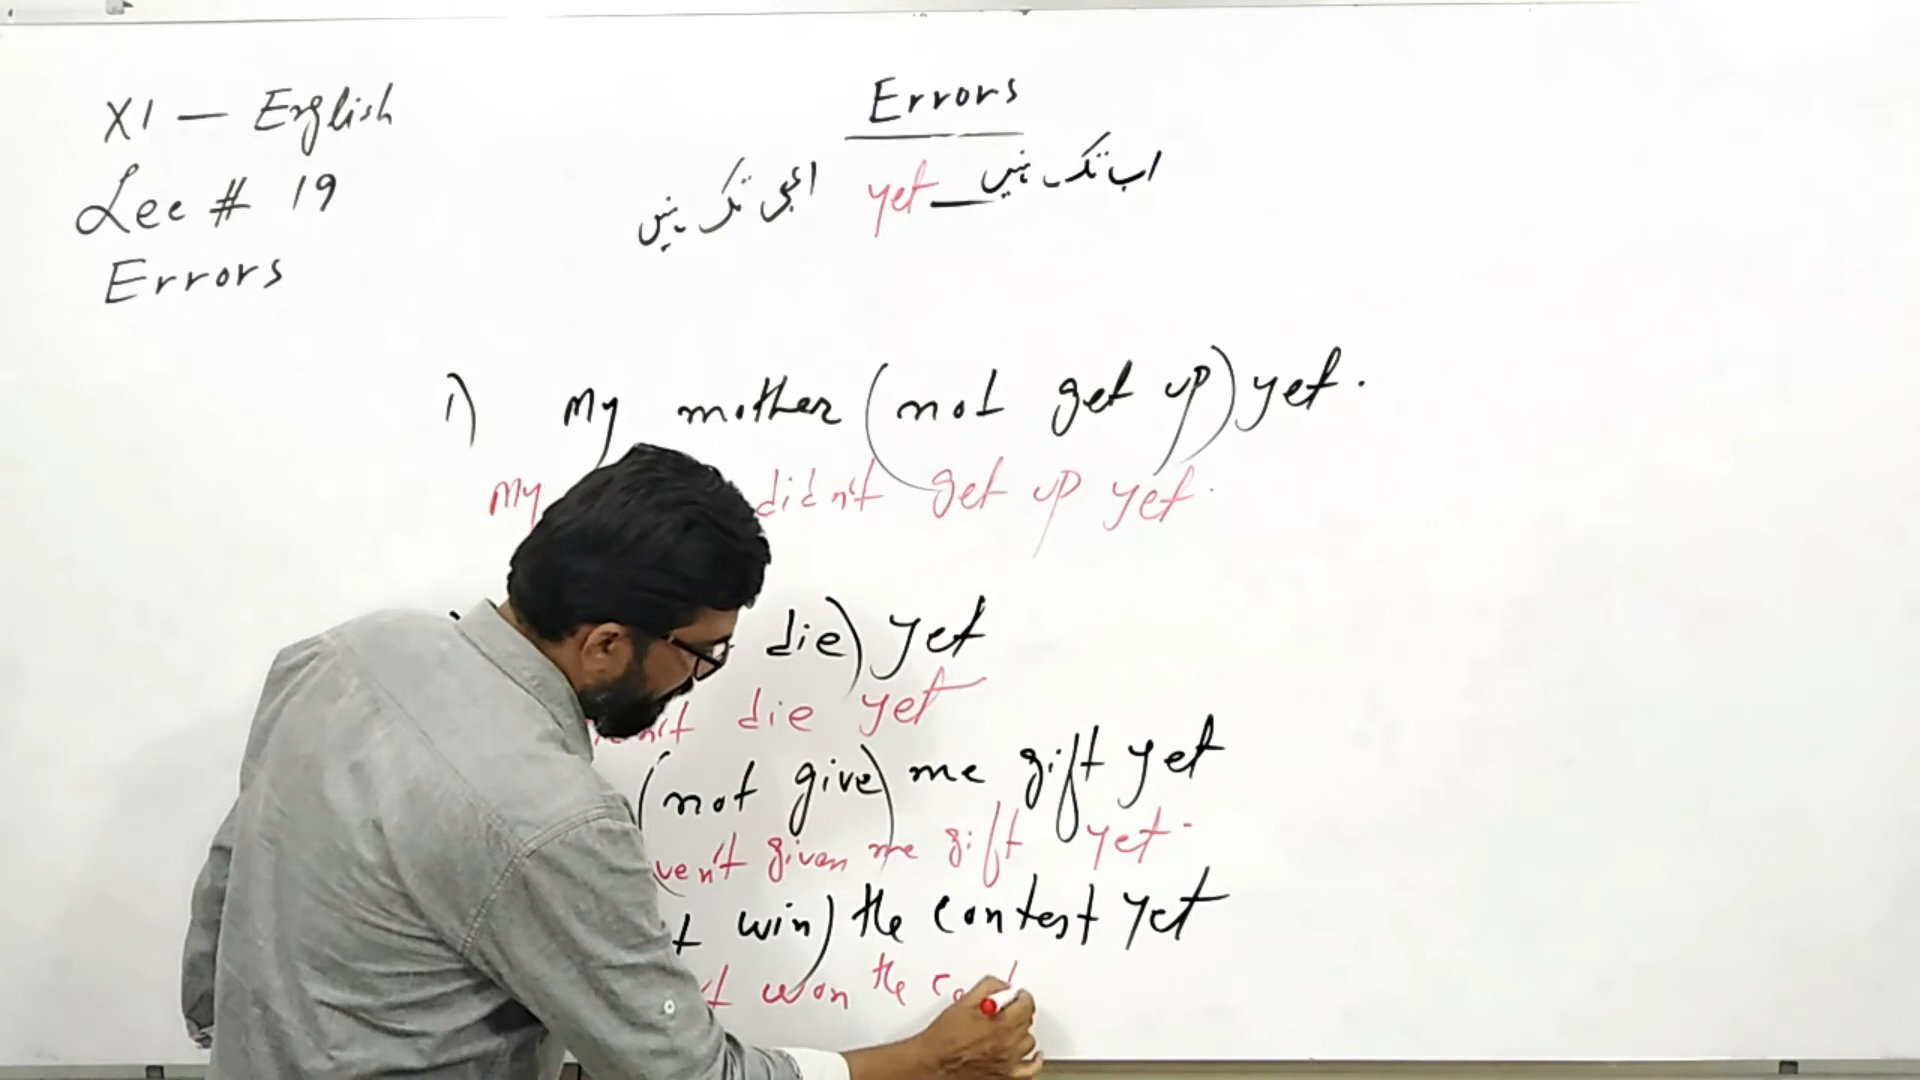 XI — English
Lec # 19
Errors
Errors
ابھی تک نہیں yet — اب تک نہیں
i) My mother (not get up) yet.
My didn't get up yet.
die) yet
n't die yet
(not give) me gift yet
ven't given me gift yet.
t win) the contest yet
't won the con